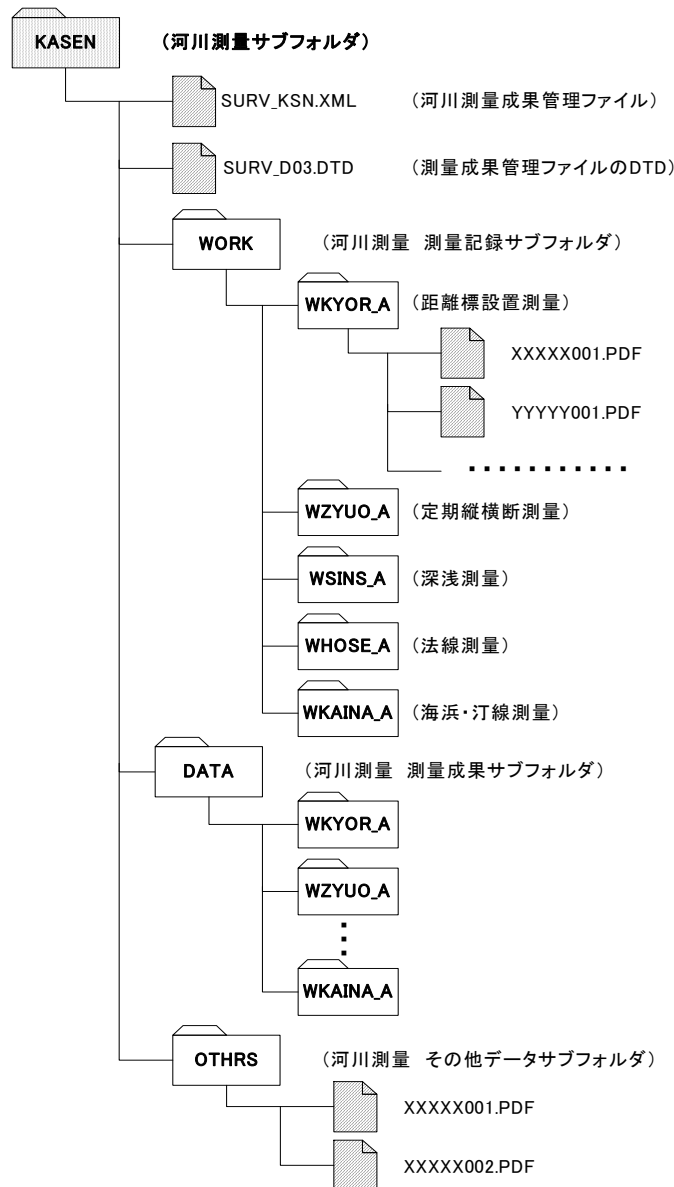 KASEN (河川測量サブフォルダ)
SURV_KSN.XML (河川測量成果管理ファイル)
SURV_D03.DTD (測量成果管理ファイルのDTD)
WORK (河川測量 測量記録サブフォルダ)
WKYOR_A (距離標設置測量)
XXXXX001.PDF
YYYYY001.PDF
・・・・・・・・・・・
WZYUO_A (定期縦横断測量)
WSINS_A (深浅測量)
WHOSE_A (法線測量)
WKAINA_A (海浜・汀線測量)
DATA (河川測量 測量成果サブフォルダ)
WKYOR_A
WZYUO_A
WKAINA_A
OTHRS (河川測量 その他データサブフォルダ)
XXXXX001.PDF
XXXXX002.PDF